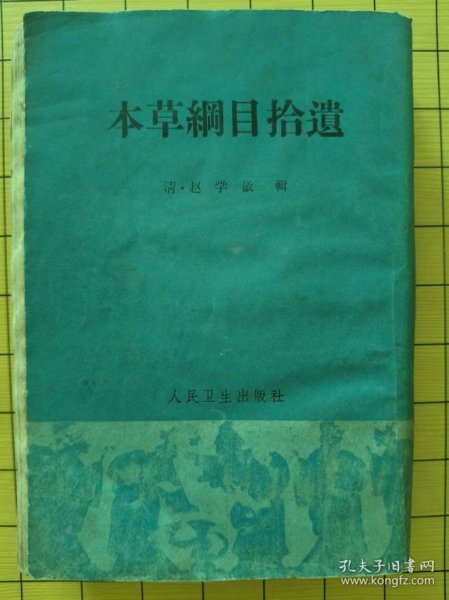 本草綱目拾遺
清·赵学敏 輯
人民卫生出版社
孔夫子旧书网
www.kongfz.com